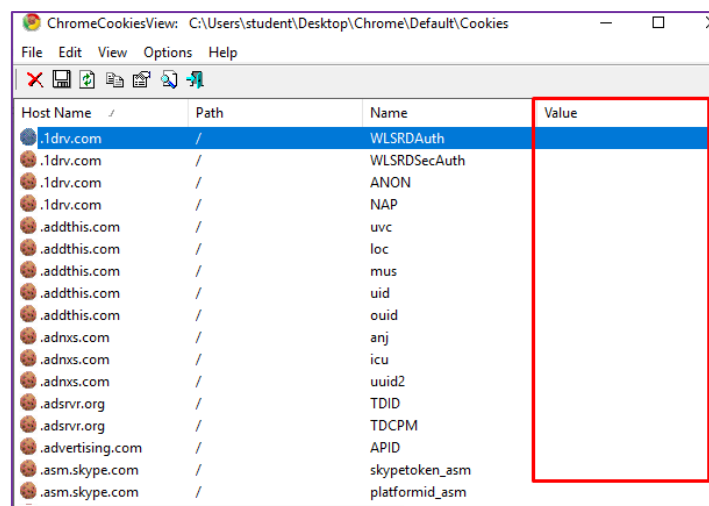 ChromeCookiesView: C:\Users\student\Desktop\Chrome\Default\Cookies
File Edit View Options Help
Host Name / Path Name Value
.1drv.com / WLSRDAuth
.1drv.com / WLSRDSecAuth
.1drv.com / ANON
.1drv.com / NAP
.addthis.com / uvc
.addthis.com / loc
.addthis.com / mus
.addthis.com / uid
.addthis.com / ouid
.adnxs.com / anj
.adnxs.com / icu
.adnxs.com / uuid2
.adsrvr.org / TDID
.adsrvr.org / TDCPM
.advertising.com / APID
.asm.skype.com / skypetoken_asm
.asm.skype.com / platformid_asm